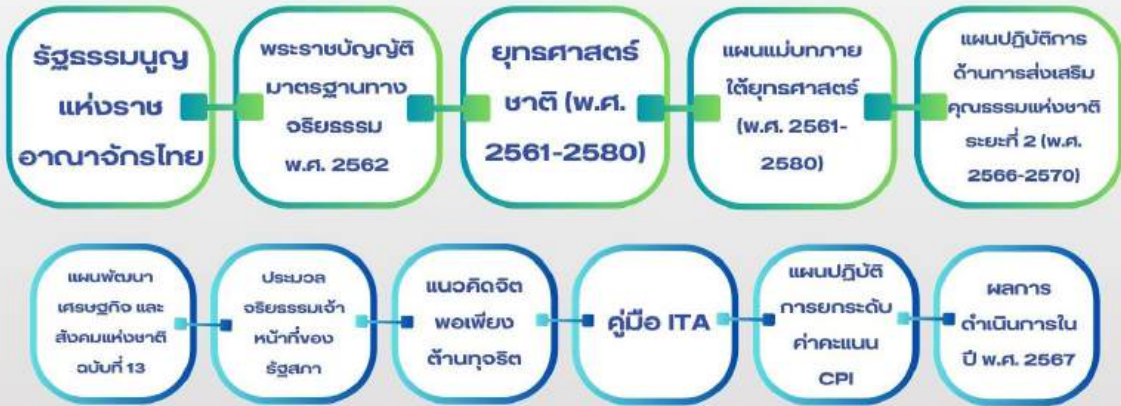 รัฐธรรมนูญ
แห่งราช
อาณาจักรไทย
พระราชบัญญัติ
มาตรฐานทาง
จริยธรรม
พ.ศ. 2562
ยุทธศาสตร์
ชาติ (พ.ศ.
2561-2580)
แผนแม่บทภาย
ใต้ยุทธศาสตร์
(พ.ศ. 2561-
2580)
แผนปฏิบัติการ
ด้านการส่งเสริม
คุณธรรมแห่งชาติ
ระยะที่ 2 (พ.ศ.
2566-2570)
แผนพัฒนา
เศรษฐกิจ และ
สังคมแห่งชาติ
ฉบับที่ 13
ประมวล
จริยธรรมเจ้า
หน้าที่ของ
รัฐสภา
แนวคิดจิต
พอเพียง
ต้านทุจริต
คู่มือ ITA
แผนปฏิบัติ
การยกระดับ
ค่าคะแนน
CPI
ผลการ
ดำเนินการใน
ปี พ.ศ. 2567